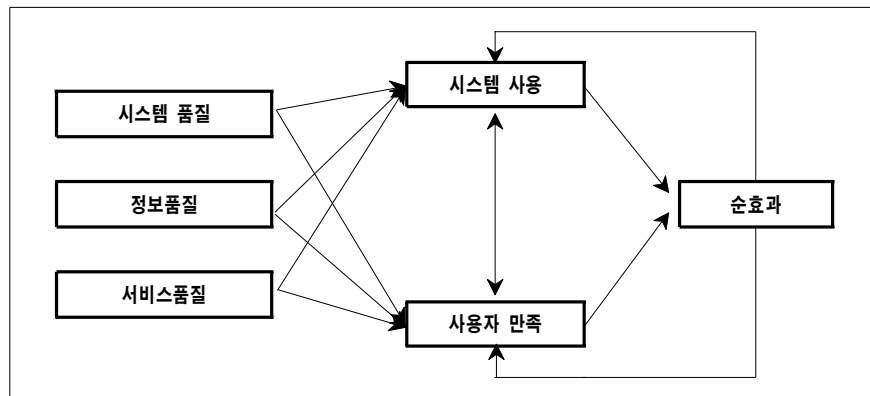 시스템 사용
시스템 품질
정보품질
순효과
서비스품질
사용자 만족